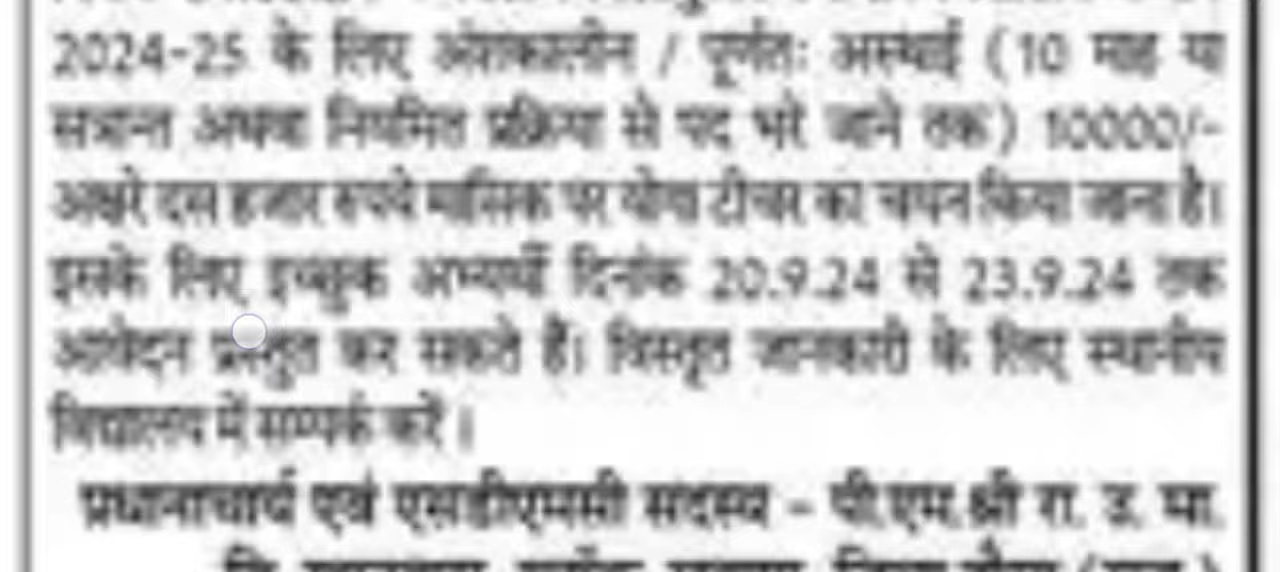 2024-25 के लिए अंशकालीन / पूर्णतः अस्थाई (10 माह या
सत्रान्त अथवा नियमित प्रक्रिया से पद भरे जाने तक) 10000/-
अक्षरे दस हजार रुपये मासिक पर योगा टीचर का चयन किया जाना है।
इसके लिए इच्छुक अभ्यर्थी दिनांक 20.9.24 से 23.9.24 तक
आवेदन प्रस्तुत कर सकते हैं। विस्तृत जानकारी के लिए स्थानीय
विद्यालय में सम्पर्क करें।
प्रधानाचार्य एवं एसडीएमसी सदस्य - पी.एम.श्री रा. उ. मा.